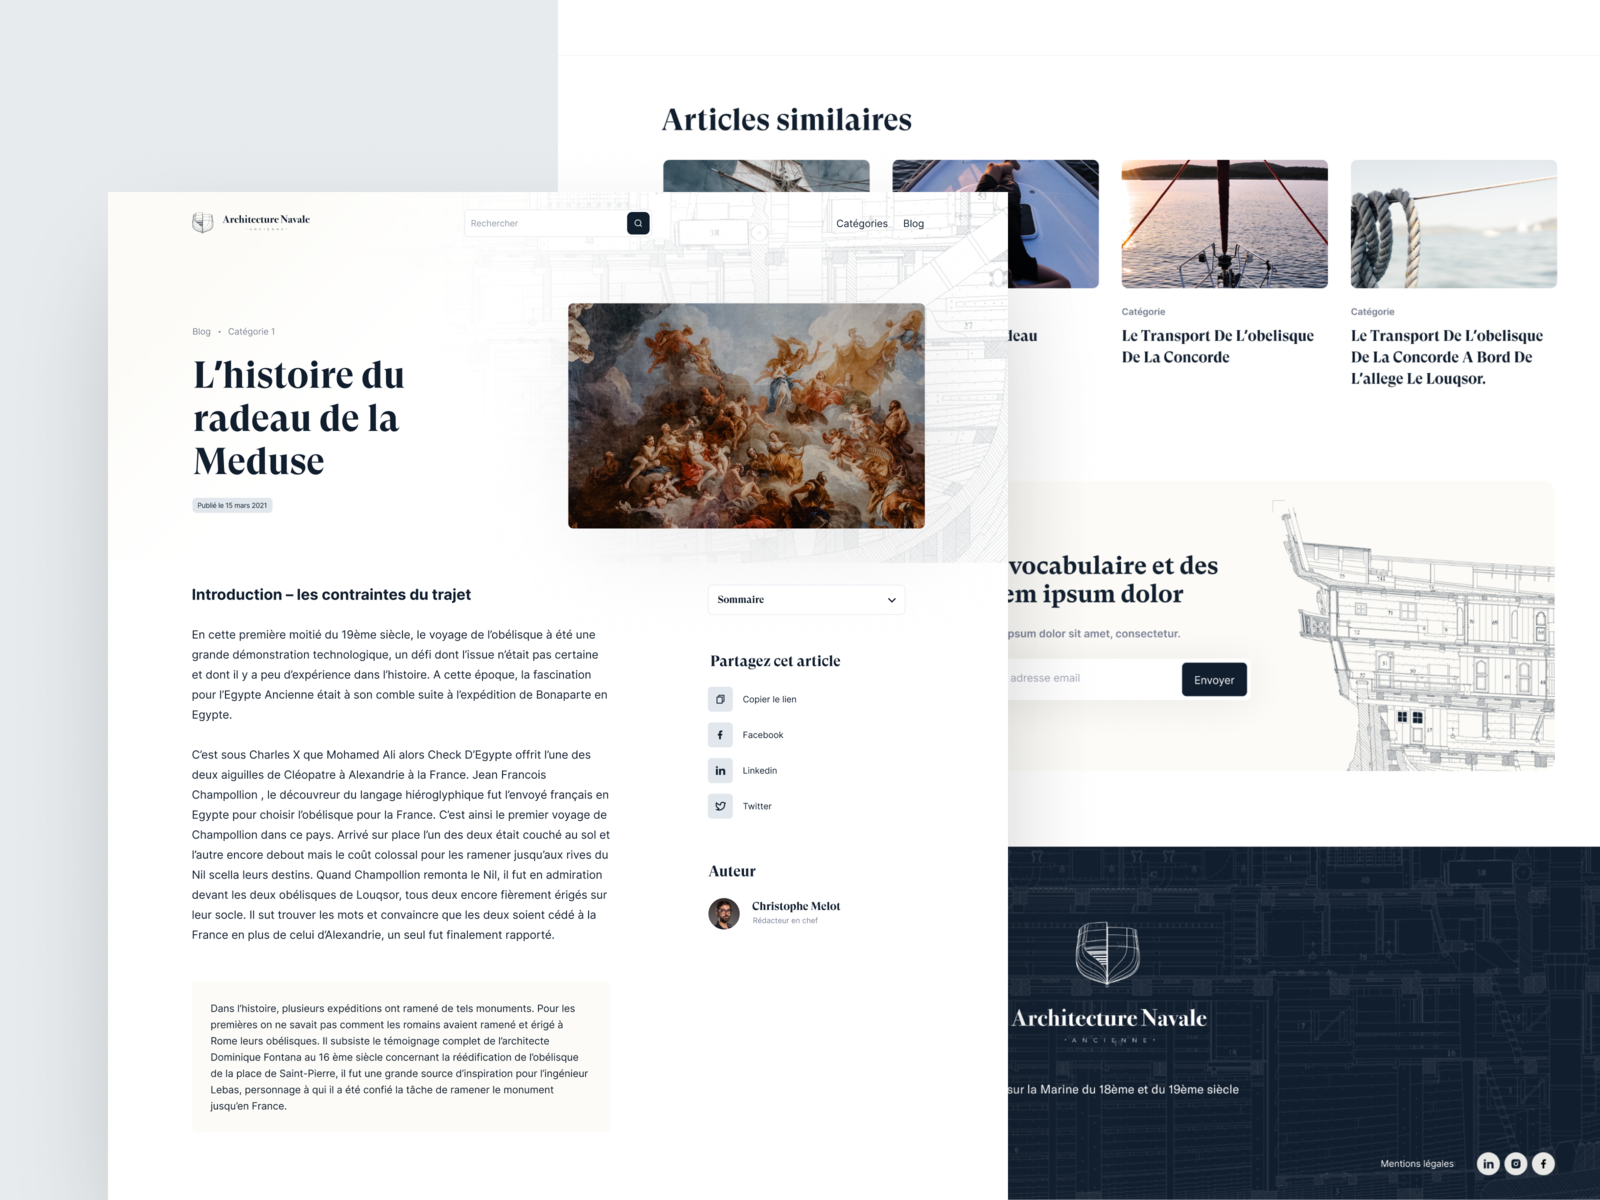 Articles similaires
Architecture Navale
ANCIENNE
Rechercher
Catégories
Blog
Blog • Catégorie 1
L'histoire du
radeau de la
Meduse
Publié le 15 mars 2021
Introduction – les contraintes du trajet
En cette première moitié du 19ème siècle, le voyage de l'obélisque à été une
grande démonstration technologique, un défi dont l'issue n'était pas certaine
et dont il y a peu d'expérience dans l'histoire. A cette époque, la fascination
pour l'Egypte Ancienne était à son comble suite à l'expédition de Bonaparte en
Egypte.
C'est sous Charles X que Mohamed Ali alors Check D'Egypte offrit l'une des
deux aiguilles de Cléopatre à Alexandrie à la France. Jean Francois
Champollion , le découvreur du langage hiéroglyphique fut l'envoyé français en
Egypte pour choisir l'obélisque pour la France. C'est ainsi le premier voyage de
Champollion dans ce pays. Arrivé sur place l'un des deux était couché au sol et
l'autre encore debout mais le coût colossal pour les ramener jusqu'aux rives du
Nil scella leurs destins. Quand Champollion remonta le Nil, il fut en admiration
devant les deux obélisques de Louqsor, tous deux encore fièrement érigés sur
leur socle. Il sut trouver les mots et convaincre que les deux soient cédé à la
France en plus de celui d'Alexandrie, un seul fut finalement rapporté.
Dans l'histoire, plusieurs expéditions ont ramené de tels monuments. Pour les
premières on ne savait pas comment les romains avaient ramené et érigé à
Rome leurs obélisques. Il subsiste le témoignage complet de l'architecte
Dominique Fontana au 16 ème siècle concernant la réédification de l'obélisque
de la place de Saint-Pierre, il fut une grande source d'inspiration pour l'ingénieur
Lebas, personnage à qui il a été confié la tâche de ramener le monument
jusqu'en France.
Sommaire
Partagez cet article
Copier le lien
Facebook
Linkedin
Twitter
Auteur
Christophe Melot
Rédacteur en chef
deau
Catégorie
Le Transport De L'obelisque
De La Concorde
Catégorie
Le Transport De L'obelisque
De La Concorde A Bord De
L'allege Le Louqsor.
vocabulaire et des
em ipsum dolor
psum dolor sit amet, consectetur.
adresse email
Envoyer
Architecture Navale
ANCIENNE
sur la Marine du 18ème et du 19ème siècle
Mentions légales